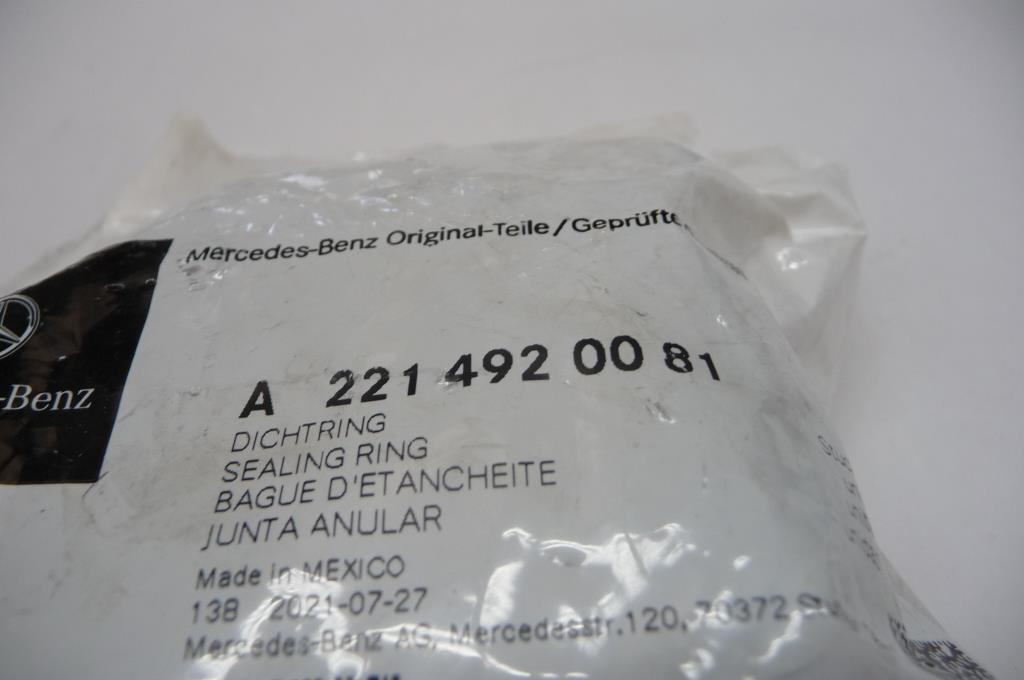 Mercedes-Benz Original-Teile/Geprüfte
-Benz
A 221 492 00 81
DICHTRING
SEALING RING
BAGUE D'ETANCHEITE
JUNTA ANULAR
Made in MEXICO
138 2021-07-27
Mercedes-Benz AG, Mercedesstr.120, 70372